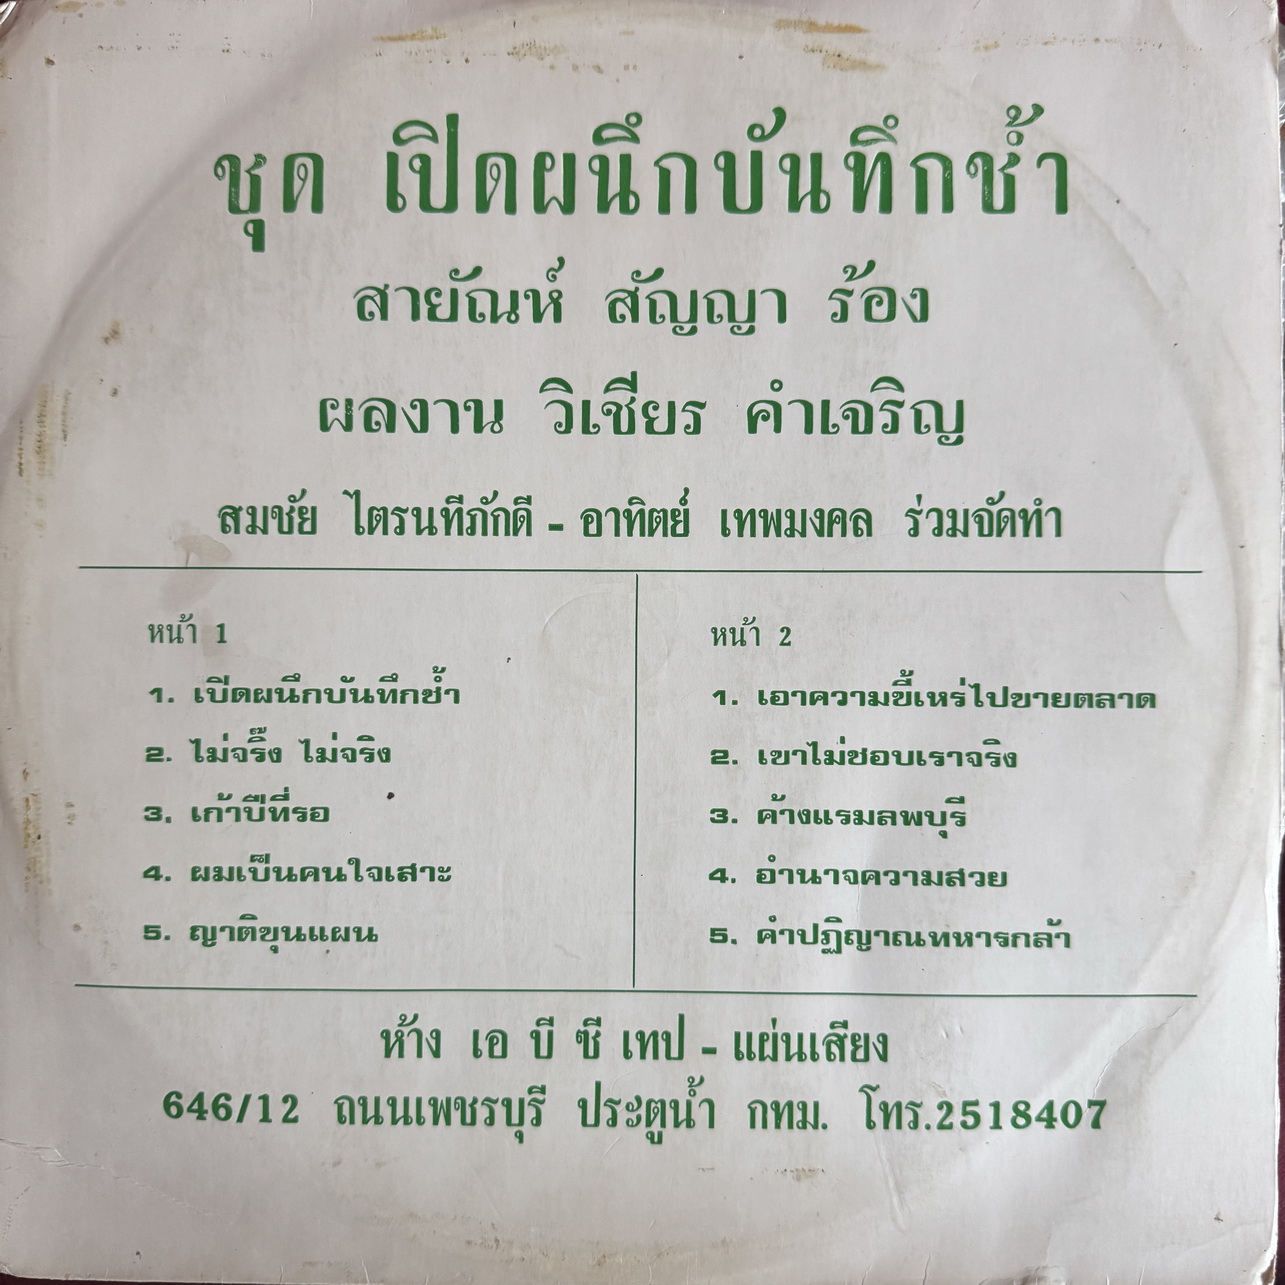 ชุด เปิดผนึกบันทึกช้ำ
สายัณห์ สัญญา ร้อง
ผลงาน วิเชียร คำเจริญ
สมชัย ไตรนทีภักดี - อาทิตย์ เทพมงคล ร่วมจัดทำ
หน้า 1
1. เปิดผนึกบันทึกช้ำ
2. ไม่จริ๊ง ไม่จริง
3. เก้าปีที่รอ
4. ผมเป็นคนใจเสาะ
5. ญาติขุนแผน
หน้า 2
1. เอาความขี้เหร่ไปขายตลาด
2. เขาไม่ชอบเราจริง
3. ค้างแรมลพบุรี
4. อำนาจความสวย
5. คำปฏิญาณทหารกล้า
ห้าง เอ บี ซี เทป - แผ่นเสียง
646/12 ถนนเพชรบุรี ประตูน้ำ กทม. โทร.2518407